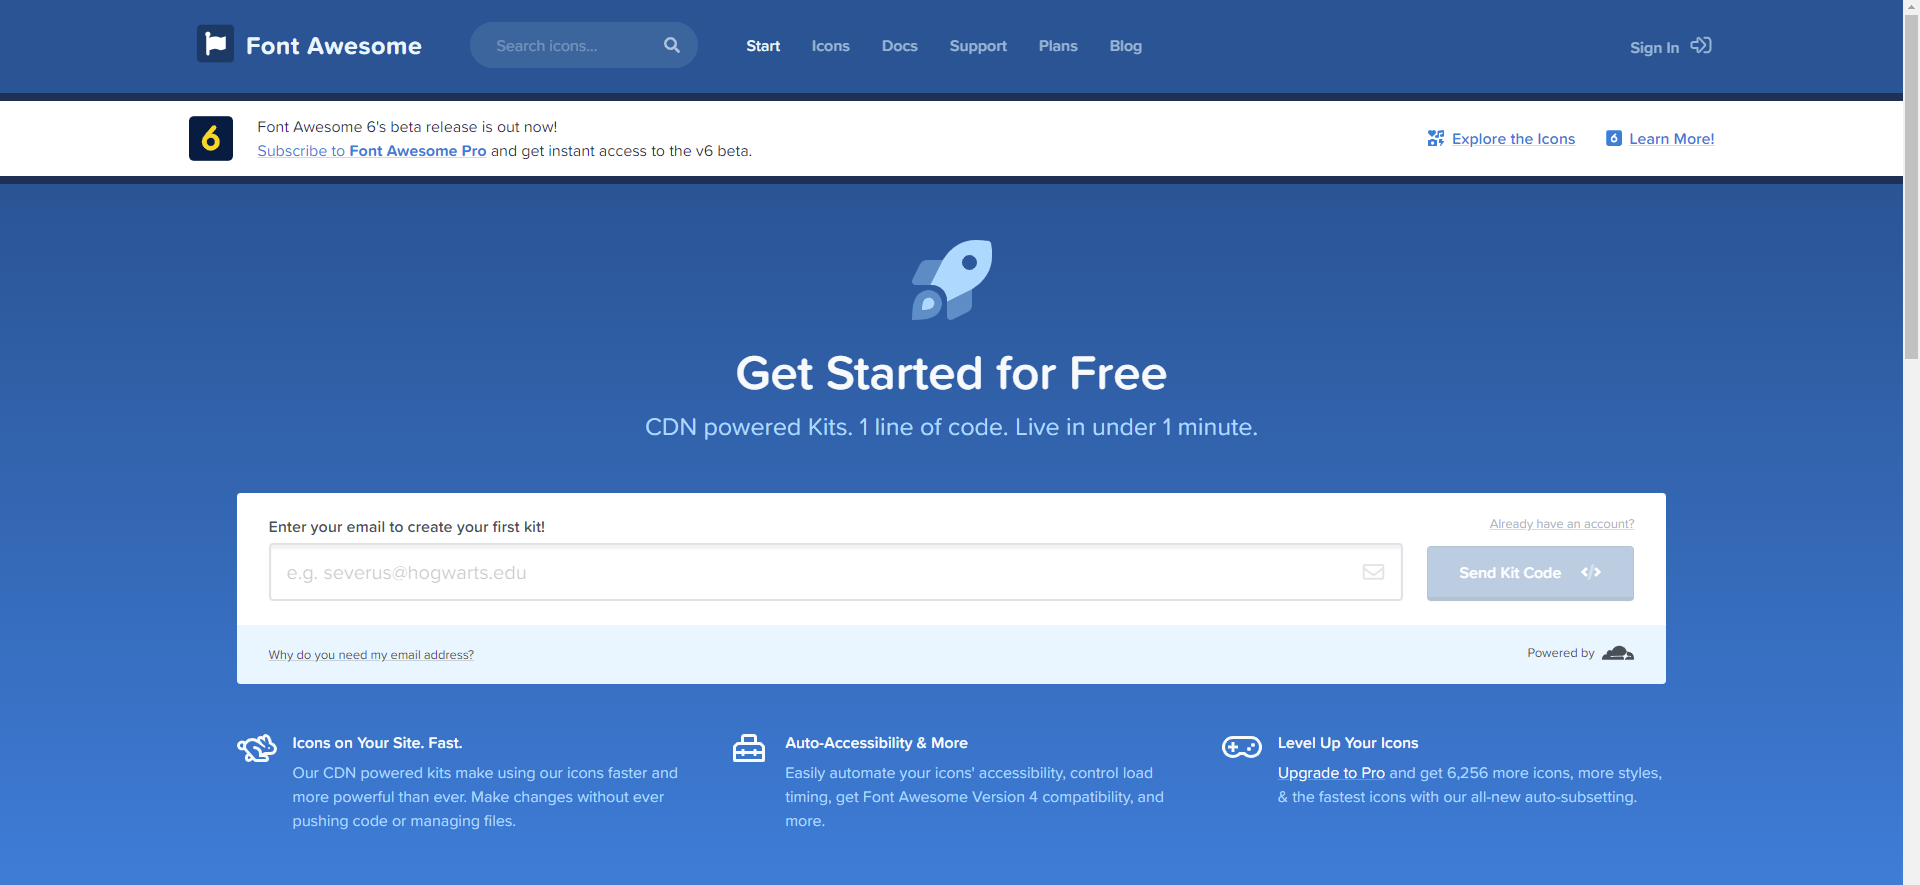 Font Awesome
Search icons...
Start
Icons
Docs
Support
Plans
Blog
Sign In
6
Font Awesome 6's beta release is out now!
Subscribe to Font Awesome Pro and get instant access to the v6 beta.
Explore the Icons
6
Learn More!
Get Started for Free
CDN powered Kits. 1 line of code. Live in under 1 minute.
Enter your email to create your first kit!
Already have an account?
e.g. severus@hogwarts.edu
Send Kit Code </>
Why do you need my email address?
Powered by
Icons on Your Site. Fast.
Our CDN powered kits make using our icons faster and
more powerful than ever. Make changes without ever
pushing code or managing files.
Auto-Accessibility & More
Easily automate your icons' accessibility, control load
timing, get Font Awesome Version 4 compatibility, and
more.
Level Up Your Icons
Upgrade to Pro and get 6,256 more icons, more styles,
& the fastest icons with our all-new auto-subsetting.